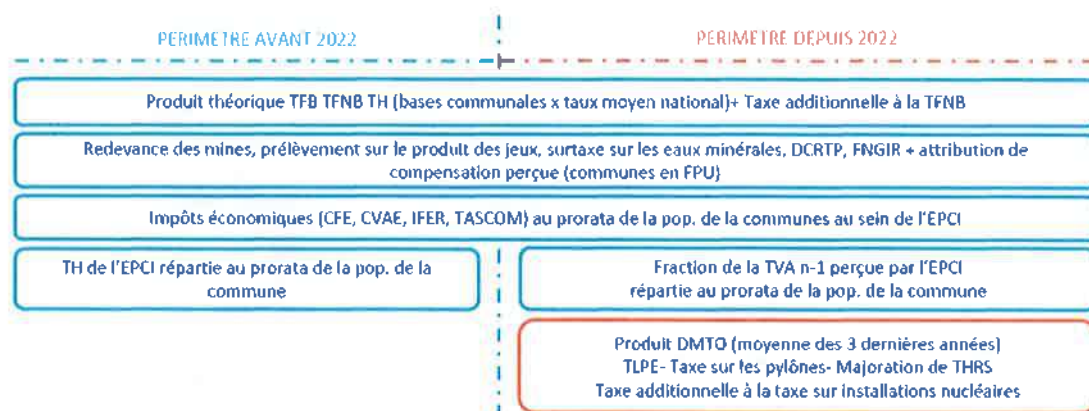 PERIMETRE AVANT 2022
PERIMETRE DEPUIS 2022
Produit théorique TFB TFNB TH (bases communales x taux moyen national)+ Taxe additionnelle à la TFNB
Redevance des mines, prélèvement sur le produit des jeux, surtaxe sur les eaux minérales, DCRTP, FNGIR + attribution de
compensation perçue (communes en FPU)
Impôts économiques (CFE, CVAE, IFER, TASCOM) au prorata de la pop. de la communes au sein de l'EPCI
TH de l'EPCI répartie au prorata de la pop. de la
commune
Fraction de la TVA n-1 perçue par l'EPCI
répartie au prorata de la pop. de la commune
Produit DMTO (moyenne des 3 dernières années)
TLPE- Taxe sur les pylônes- Majoration de THRS
Taxe additionnelle à la taxe sur installations nucléaires